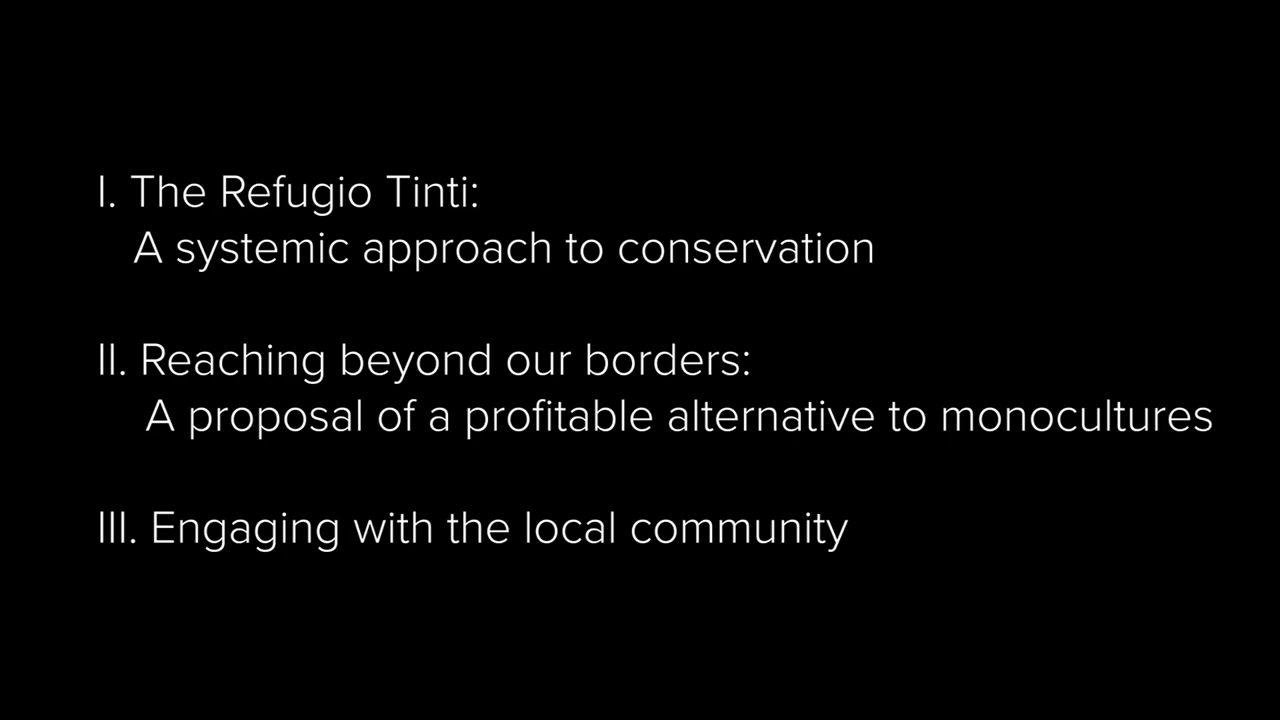 I. The Refugio Tinti:
A systemic approach to conservation
II. Reaching beyond our borders:
A proposal of a profitable alternative to monocultures
III. Engaging with the local community